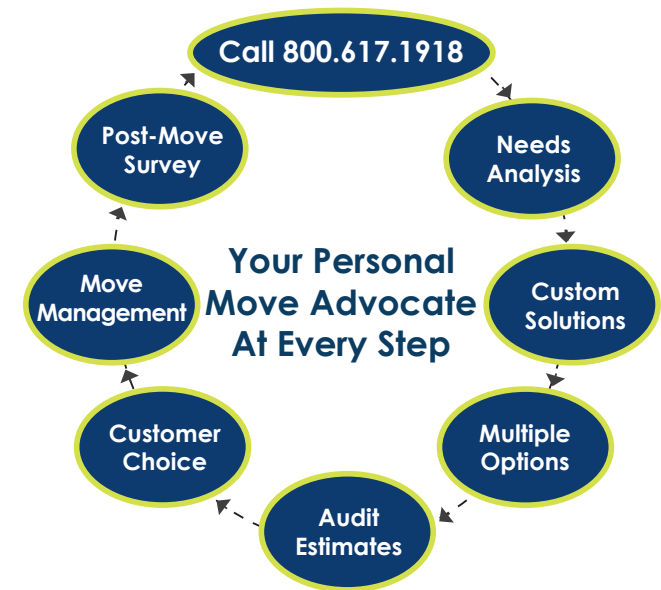 Call 800.617.1918
Needs
Analysis
Custom
Solutions
Multiple
Options
Audit
Estimates
Customer
Choice
Move
Management
Post-Move
Survey
Your Personal
Move Advocate
At Every Step